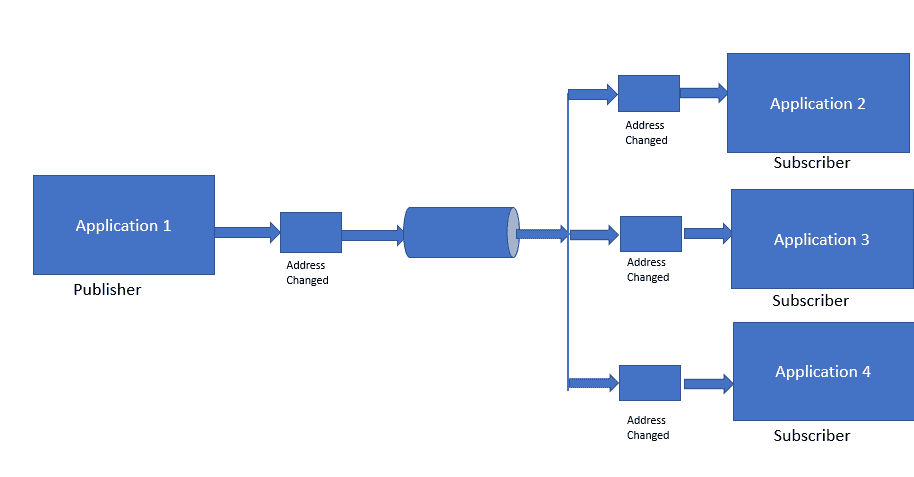 Application 1
Publisher
Address
Changed
Address
Changed
Application 2
Subscriber
Address
Changed
Application 3
Subscriber
Address
Changed
Application 4
Subscriber